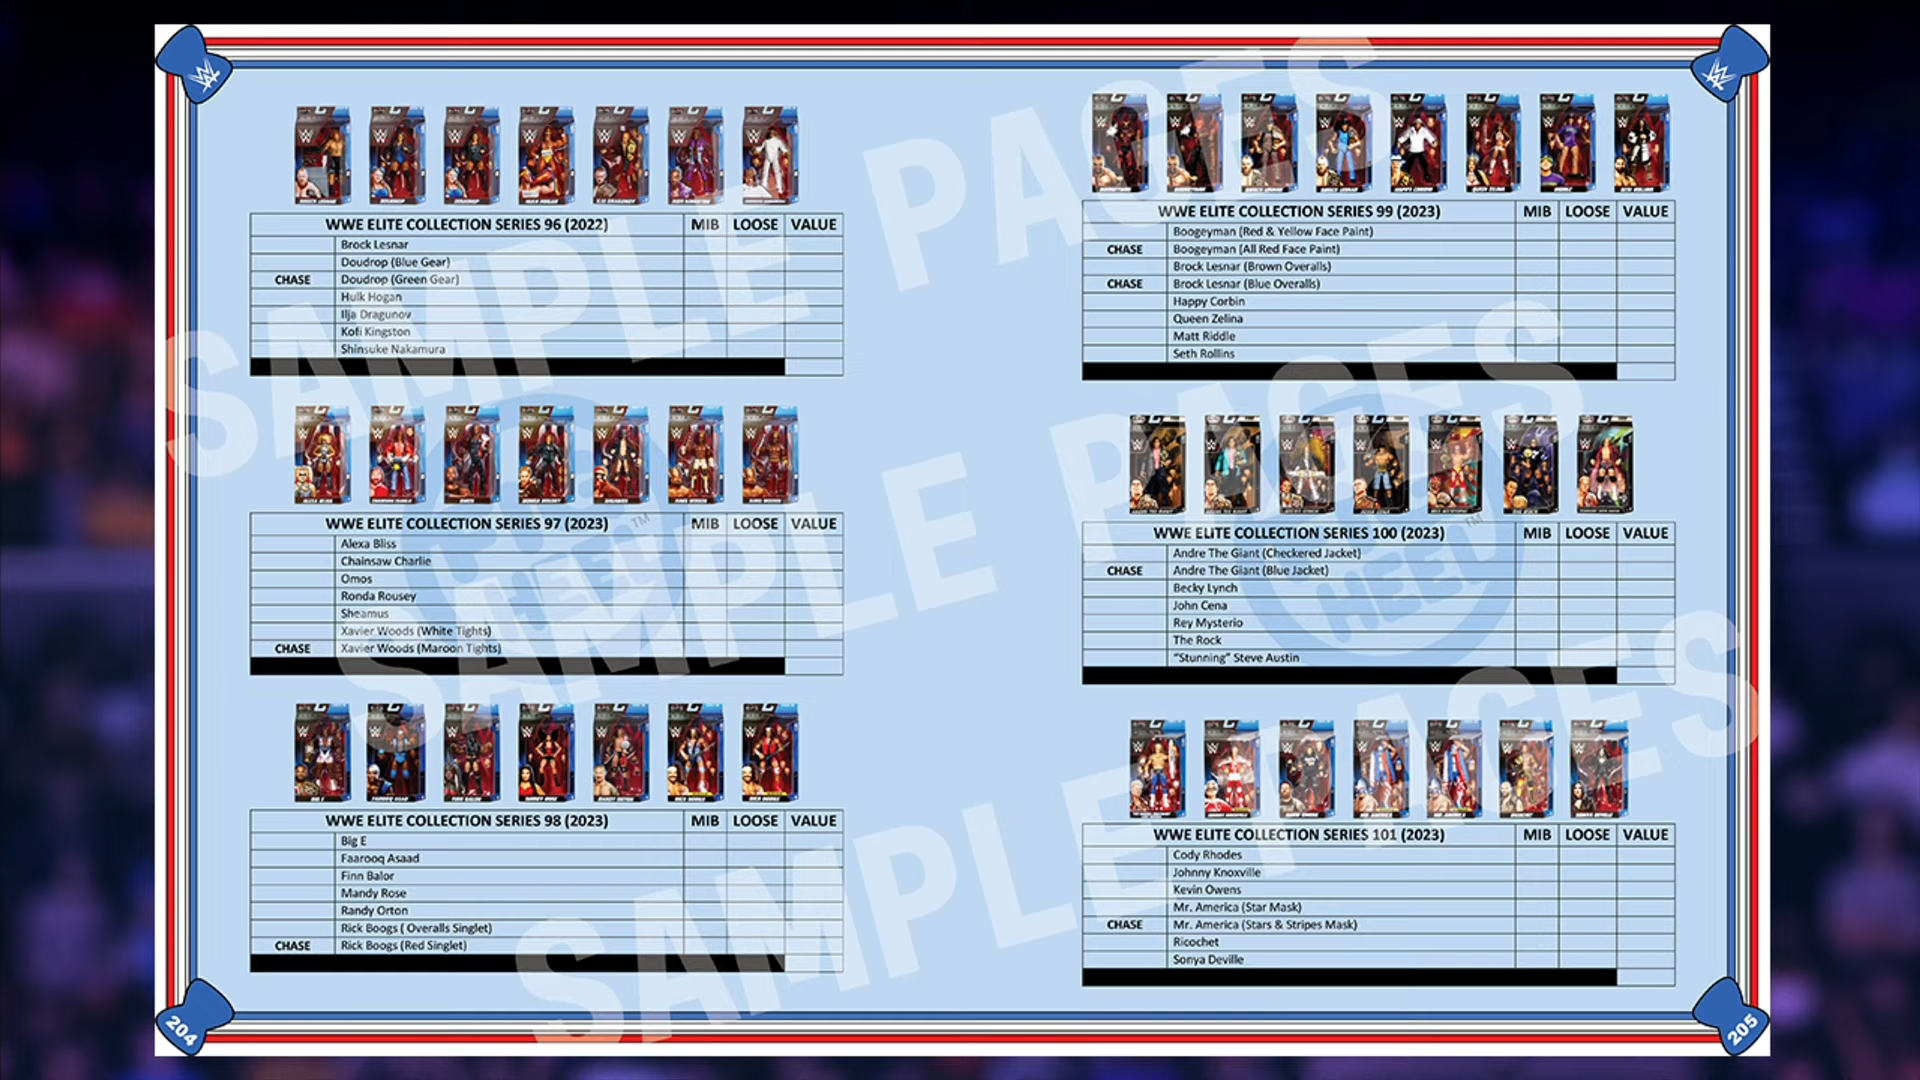 WWE ELITE COLLECTION SERIES 96 (2022) MIB LOOSE VALUE
Brock Lesnar
Doudrop (Blue Gear)
CHASE Doudrop (Green Gear)
Hulk Hogan
Ilja Dragunov
Kofi Kingston
Shinsuke Nakamura
WWE ELITE COLLECTION SERIES 97 (2023) MIB LOOSE VALUE
Alexa Bliss
Chainsaw Charlie
Omos
Ronda Rousey
Sheamus
Xavier Woods (White Tights)
CHASE Xavier Woods (Maroon Tights)
WWE ELITE COLLECTION SERIES 98 (2023) MIB LOOSE VALUE
Big E
Faarooq Asaad
Finn Balor
Mandy Rose
Randy Orton
Rick Boogs ( Overalls Singlet)
CHASE Rick Boogs (Red Singlet)
204
WWE ELITE COLLECTION SERIES 99 (2023) MIB LOOSE VALUE
Boogeyman (Red & Yellow Face Paint)
CHASE Boogeyman (All Red Face Paint)
Brock Lesnar (Brown Overalls)
CHASE Brock Lesnar (Blue Overalls)
Happy Corbin
Queen Zelina
Matt Riddle
Seth Rollins
WWE ELITE COLLECTION SERIES 100 (2023) MIB LOOSE VALUE
Andre The Giant (Checkered Jacket)
CHASE Andre The Giant (Blue Jacket)
Becky Lynch
John Cena
Rey Mysterio
The Rock
"Stunning" Steve Austin
WWE ELITE COLLECTION SERIES 101 (2023) MIB LOOSE VALUE
Cody Rhodes
Johnny Knoxville
Kevin Owens
Mr. America (Star Mask)
CHASE Mr. America (Stars & Stripes Mask)
Ricochet
Sonya Deville
205
SAMPLE PAGES
SAMPLE PAGES
SAMPLE PAGES